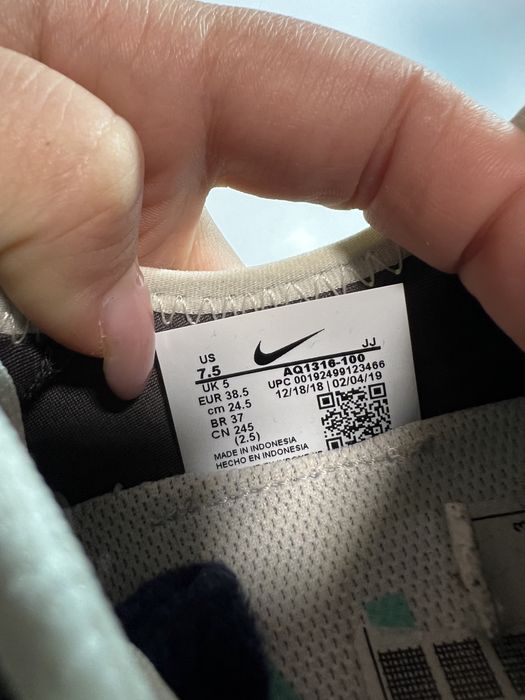 US
7.5
UK 5
EUR 38.5
cm 24.5
BR 37
CN 245
(2.5)
JJ
AQ1316-100
UPC 00192499123466
12/18/18 | 02/04/19
MADE IN INDONESIA
HECHO EN INDONESIA